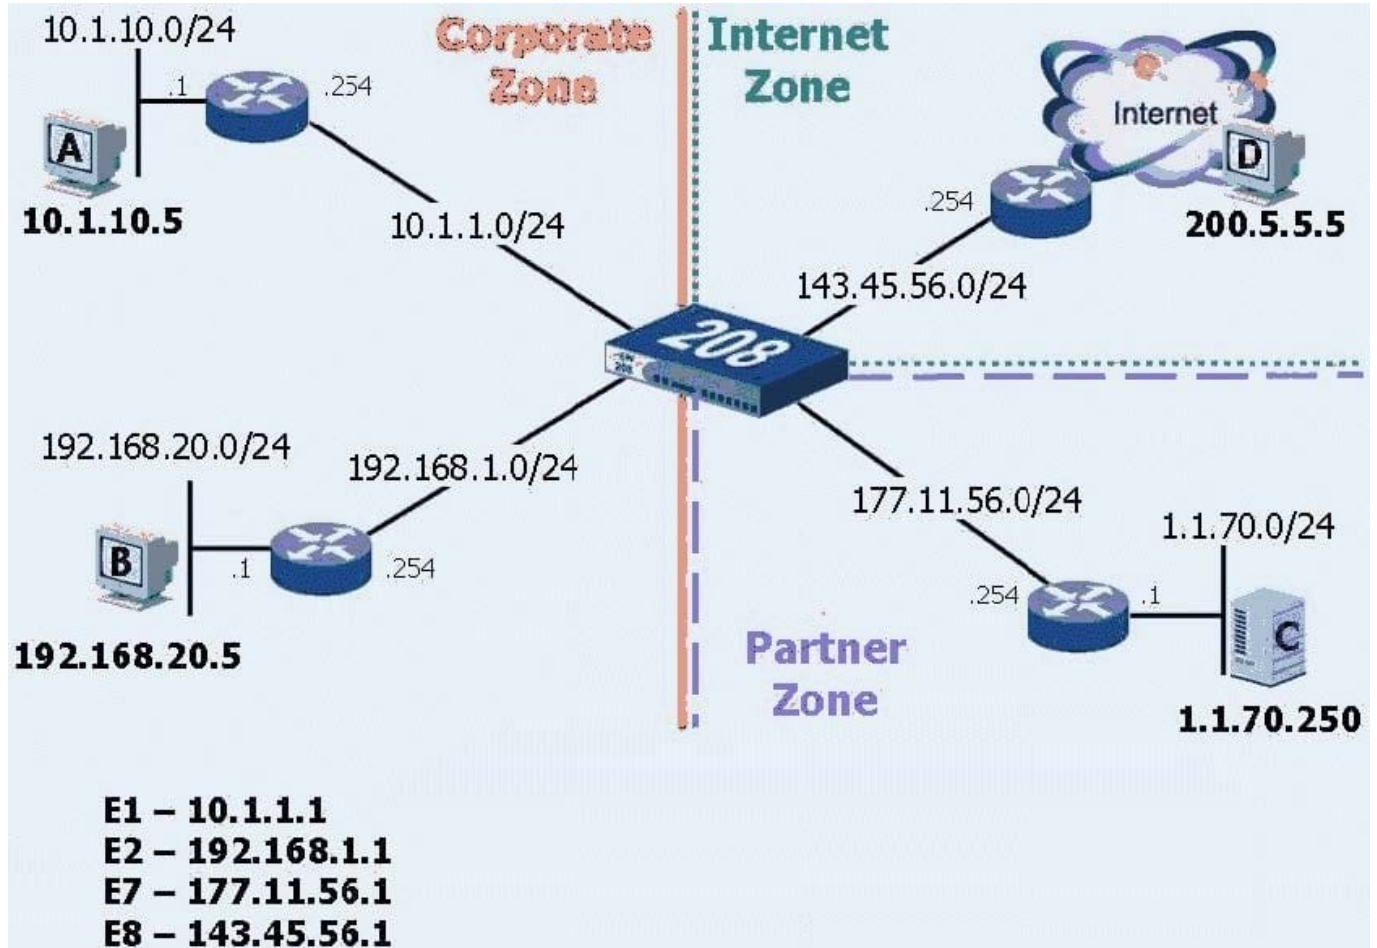 10.1.10.0/24
.1
.254
A
10.1.10.5
Corporate
Zone
Internet
Zone
Internet
D
.254
200.5.5.5
10.1.1.0/24
143.45.56.0/24
208
192.168.20.0/24
192.168.1.0/24
B
.1
.254
192.168.20.5
177.11.56.0/24
1.1.70.0/24
.254
.1
C
1.1.70.250
Partner
Zone
E1 – 10.1.1.1
E2 – 192.168.1.1
E7 – 177.11.56.1
E8 – 143.45.56.1